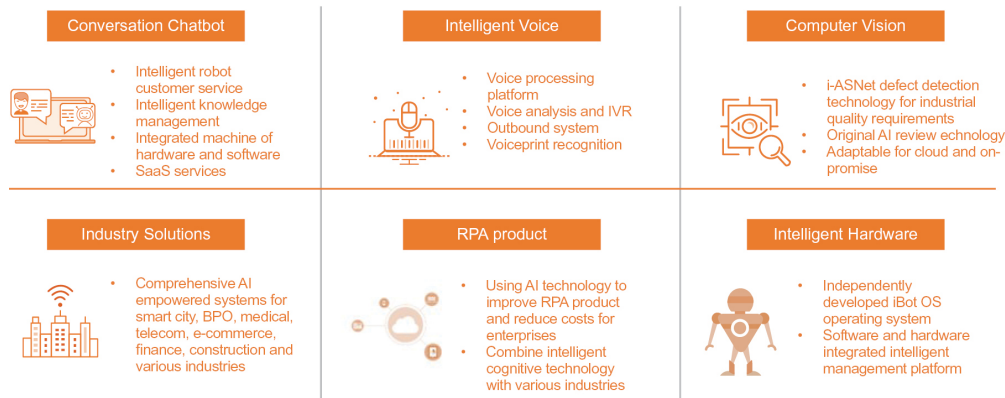 Conversation Chatbot
• Intelligent robot
customer service
• Intelligent knowledge
management
• Integrated machine of
hardware and software
• SaaS services
Intelligent Voice
• Voice processing
platform
• Voice analysis and IVR
• Outbound system
• Voiceprint recognition
Computer Vision
• i-ASNet defect detection
technology for industrial
quality requirements
• Original AI review echnology
• Adaptable for cloud and on-
promise
Industry Solutions
• Comprehensive AI
empowered systems for
smart city, BPO, medical,
telecom, e-commerce,
finance, construction and
various industries
RPA product
• Using AI technology to
improve RPA product
and reduce costs for
enterprises
• Combine intelligent
cognitive technology
with various industries
Intelligent Hardware
• Independently
developed iBot OS
operating system
• Software and hardware
integrated intelligent
management platform